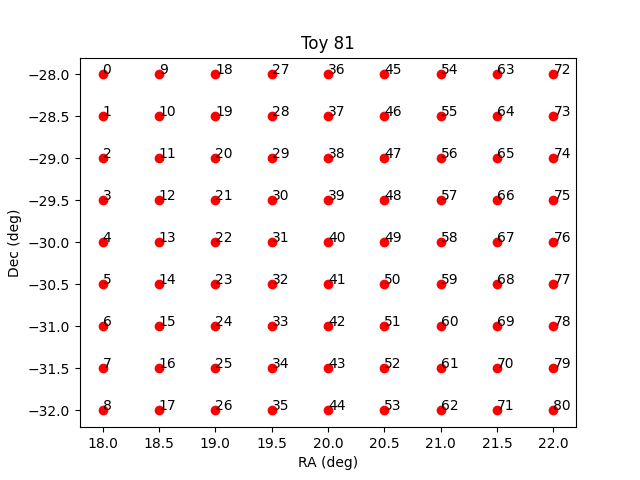 Toy 81
−28.0 0 9 18 27 36 45 54 63 72
−28.5 1 10 19 28 37 46 55 64 73
−29.0 2 11 20 29 38 47 56 65 74
−29.5 3 12 21 30 39 48 57 66 75
−30.0 4 13 22 31 40 49 58 67 76
−30.5 5 14 23 32 41 50 59 68 77
−31.0 6 15 24 33 42 51 60 69 78
−31.5 7 16 25 34 43 52 61 70 79
−32.0 8 17 26 35 44 53 62 71 80
Dec (deg)
18.0 18.5 19.0 19.5 20.0 20.5 21.0 21.5 22.0
RA (deg)